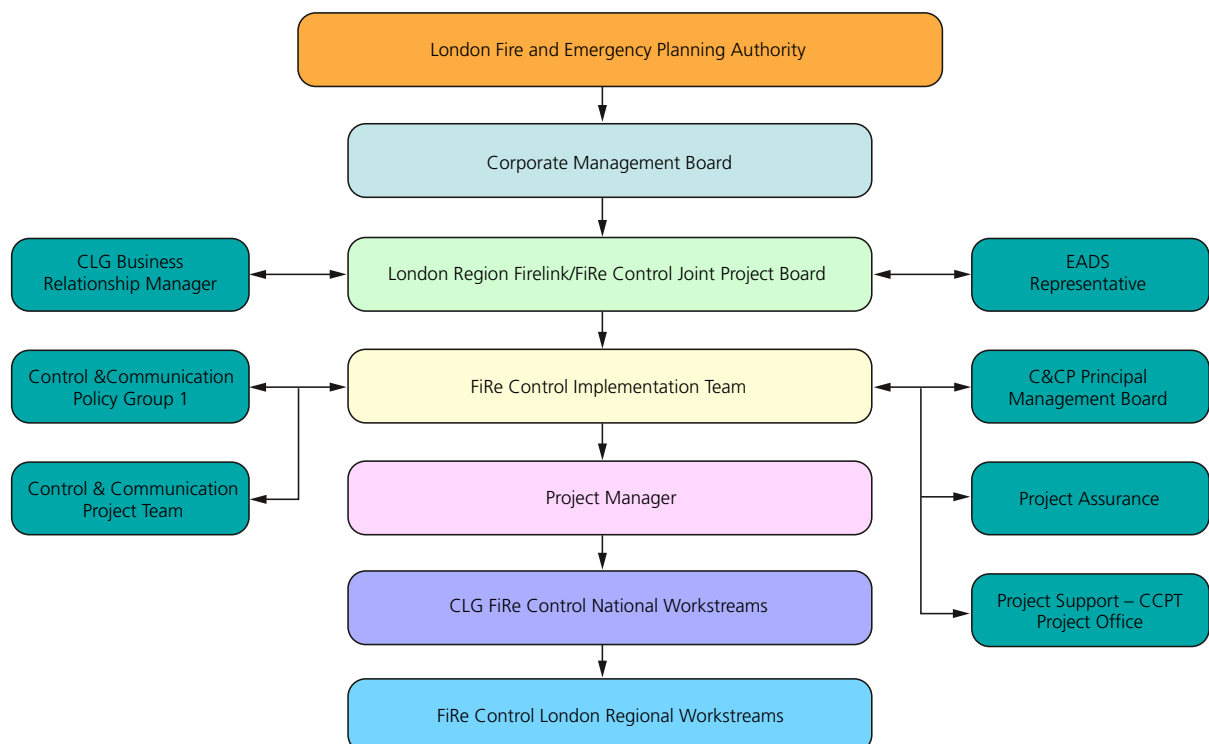 London Fire and Emergency Planning Authority
Corporate Management Board
CLG Business
Relationship Manager
London Region Firelink/FiRe Control Joint Project Board
EADS
Representative
Control &Communication
Policy Group 1
FiRe Control Implementation Team
C&CP Principal
Management Board
Control & Communication
Project Team
Project Manager
Project Assurance
CLG FiRe Control National Workstreams
Project Support – CCPT
Project Office
FiRe Control London Regional Workstreams